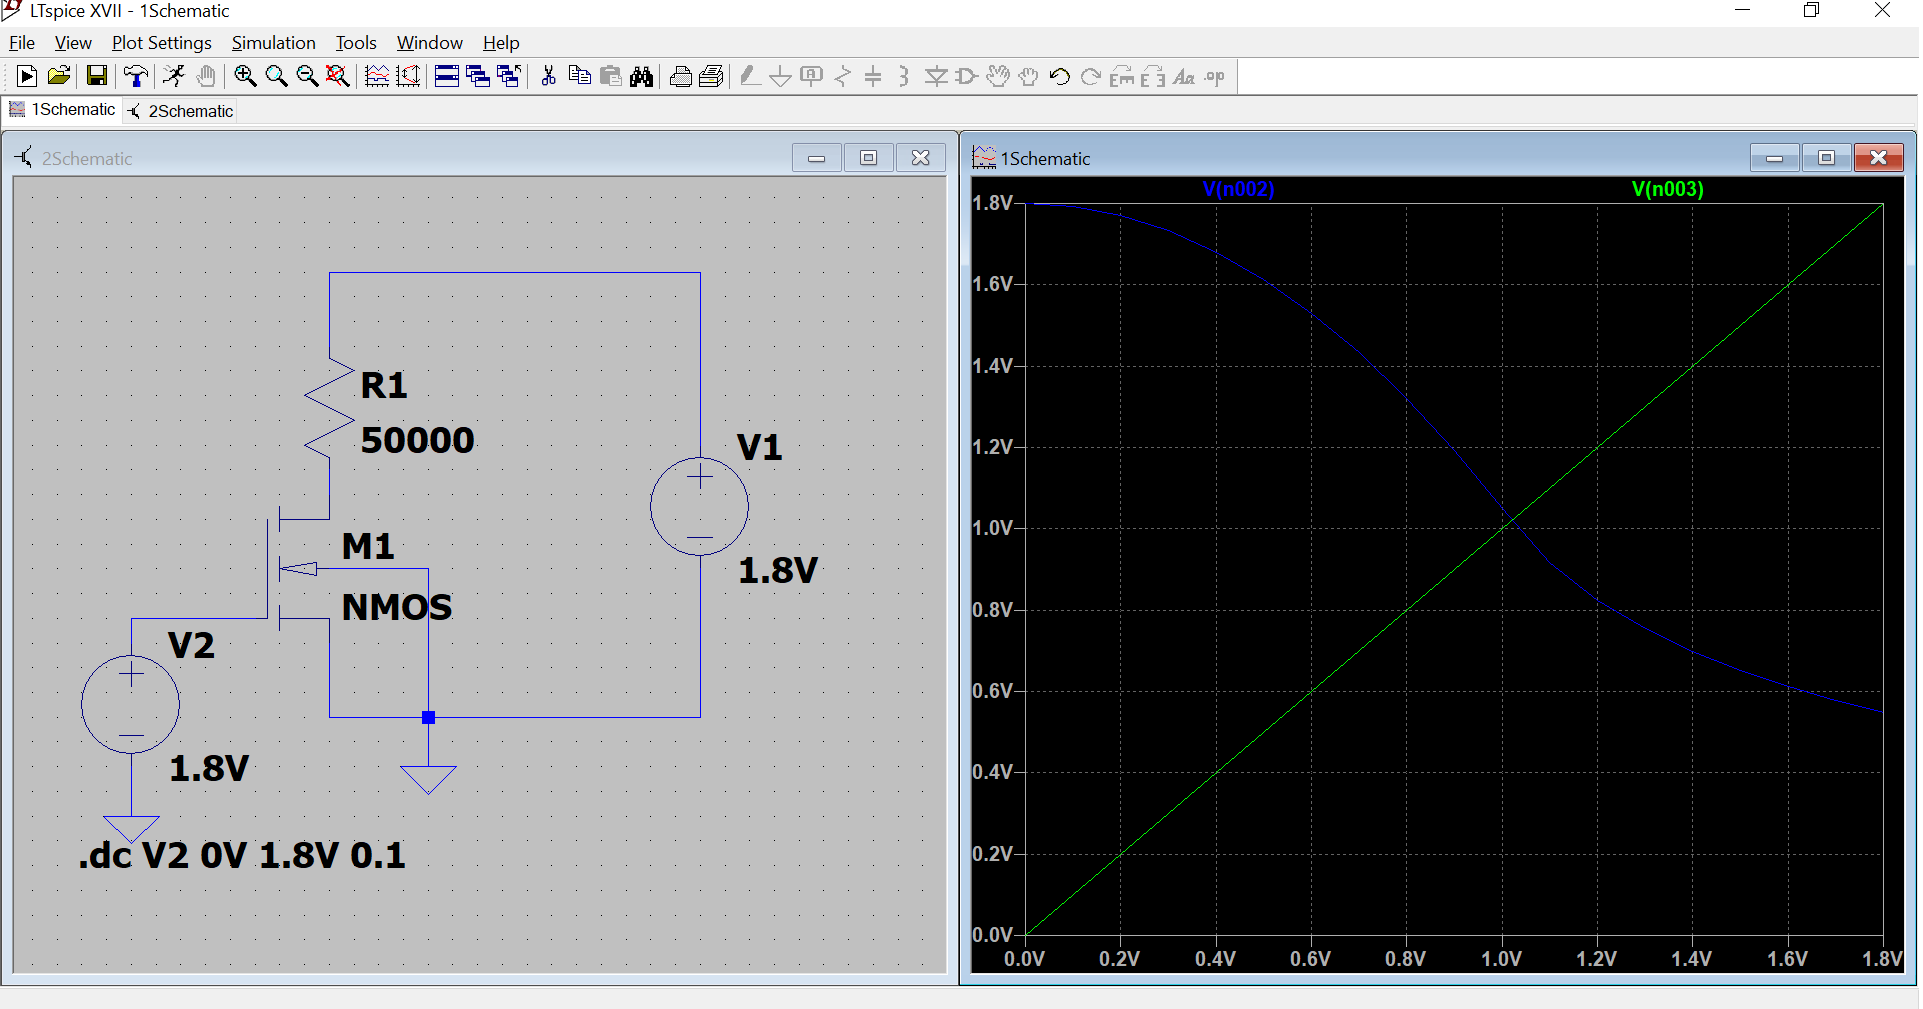 LTspice XVII - 1Schematic
File View Plot Settings Simulation Tools Window Help
1Schematic 2Schematic
2Schematic
R1
50000
V1
1.8V
M1
NMOS
V2
1.8V
.dc V2 0V 1.8V 0.1
1Schematic
V(n002) V(n003)
1.8V
1.6V
1.4V
1.2V
1.0V
0.8V
0.6V
0.4V
0.2V
0.0V
0.0V 0.2V 0.4V 0.6V 0.8V 1.0V 1.2V 1.4V 1.6V 1.8V
Aa .op